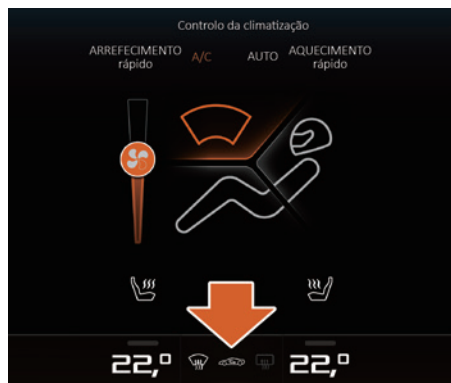 Controlo da climatização
ARREFECIMENTO rápido
A/C
AUTO
AQUECIMENTO rápido
22,º
22,º